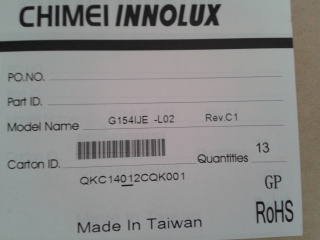 CHIMEI INNOLUX
PO.NO.
Part ID.
Model Name G154IJE -L02 Rev.C1
Carton ID. Quantities 13
QKC14012CQK001
GP
Made In Taiwan RoHS